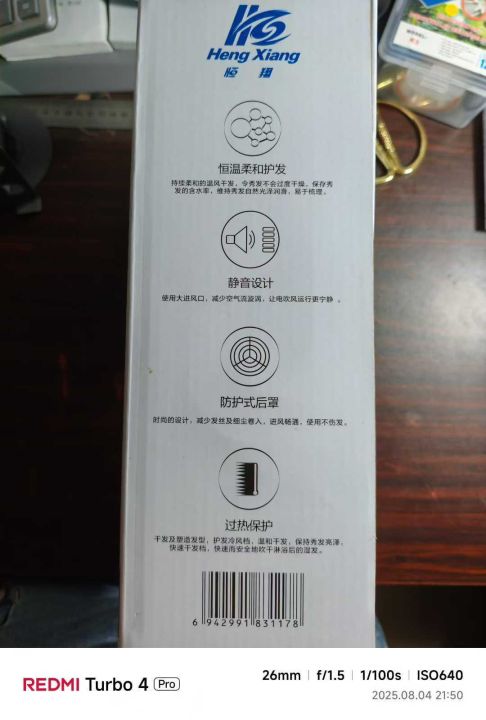 Heng Xiang
恒 翔
恒温柔和护发
持续柔和的温风干发，令秀发不会过度干燥，保存秀
发的含水率，维持秀发自然光泽润滑，易于梳理。
静音设计
使用大进风口，减少空气流漩涡，让电吹风运行更宁静 。
防护式后罩
时尚的设计，减少发丝及细尘卷入，进风畅通，使用不伤发。
过热保护
干发及塑造发型，护发冷风档，温和干发，保持秀发亮泽，
快速干发档，快速而安全地吹干淋浴后的湿发。
6 942991 831178
REDMI Turbo 4 Pro
26mm f/1.5 1/100s ISO640
2025.08.04 21:50